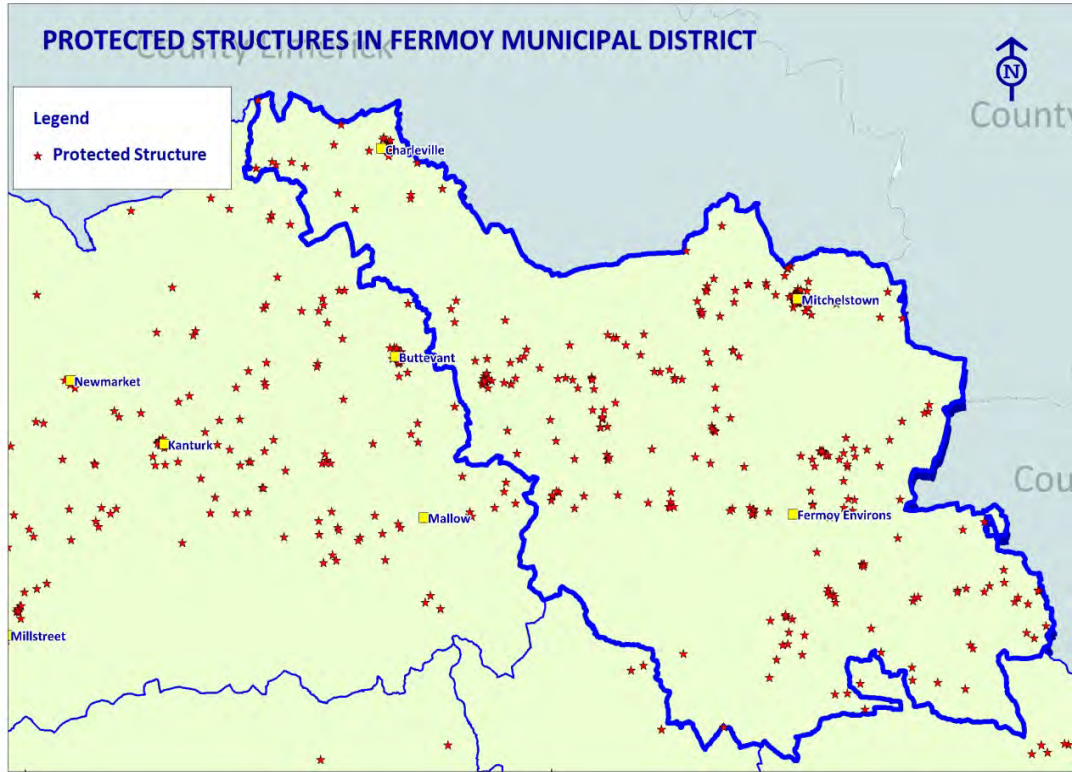 PROTECTED STRUCTURES IN FERMOY MUNICIPAL DISTRICT
County Limerick
N
County
Legend
Protected Structure
Charleville
Mitchelstown
Buttevant
Newmarket
Kanturk
Cou
Mallow
Fermoy Environs
Millstreet